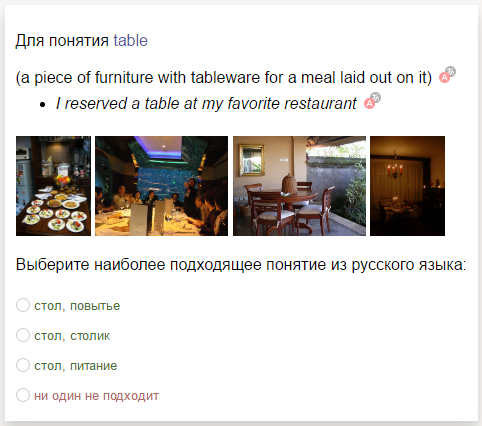 Для понятия table
(a piece of furniture with tableware for a meal laid out on it)
• I reserved a table at my favorite restaurant
Выберите наиболее подходящее понятие из русского языка:
стол, повытье
стол, столик
стол, питание
ни один не подходит